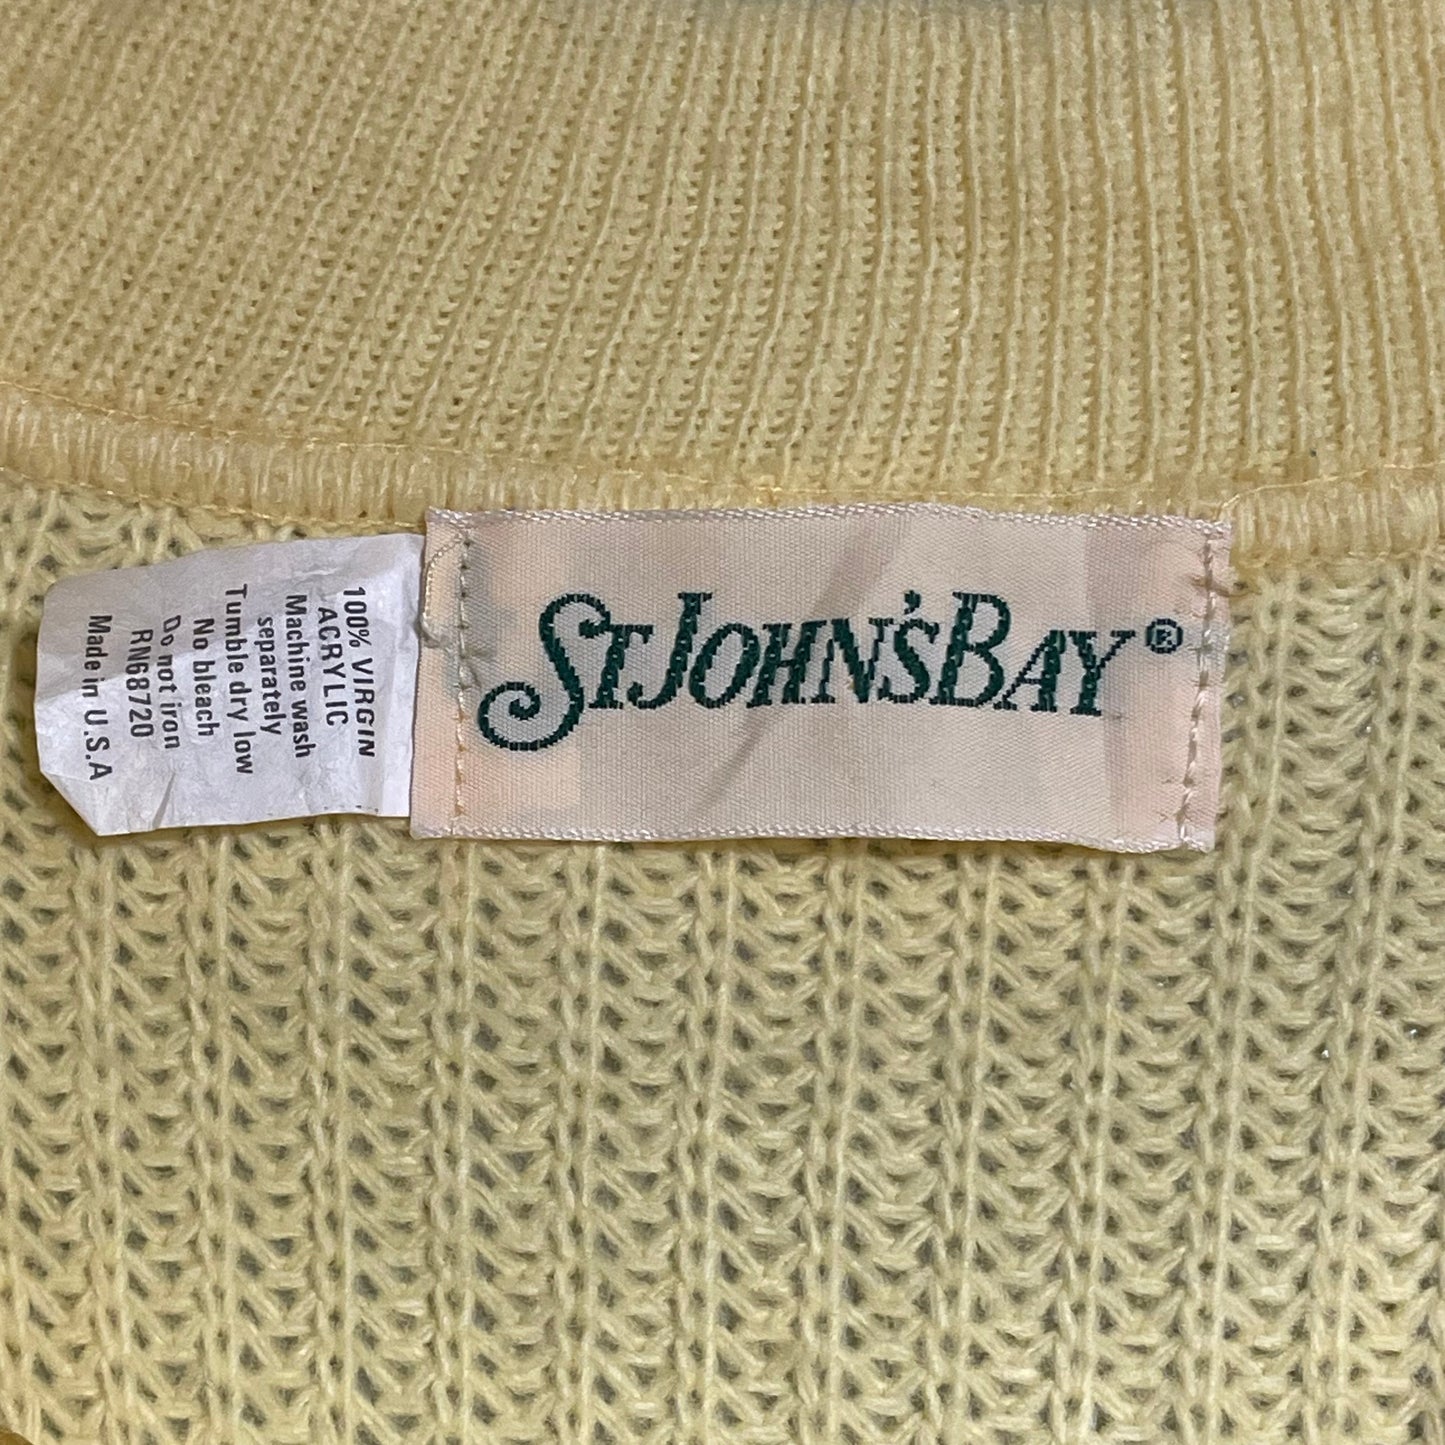 100% VIRGIN
ACRYLIC
Machine wash
separately
Tumble dry low
No bleach
Do not iron
RN68720
Made in U.S.A
ST JOHN'S BAY®